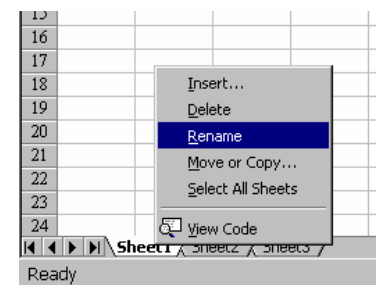 15
16
17
18 Insert...
19 Delete
20 Rename
21 Move or Copy...
22 Select All Sheets
23
24 View Code
Sheet1 Sheet2 Sheet3
Ready